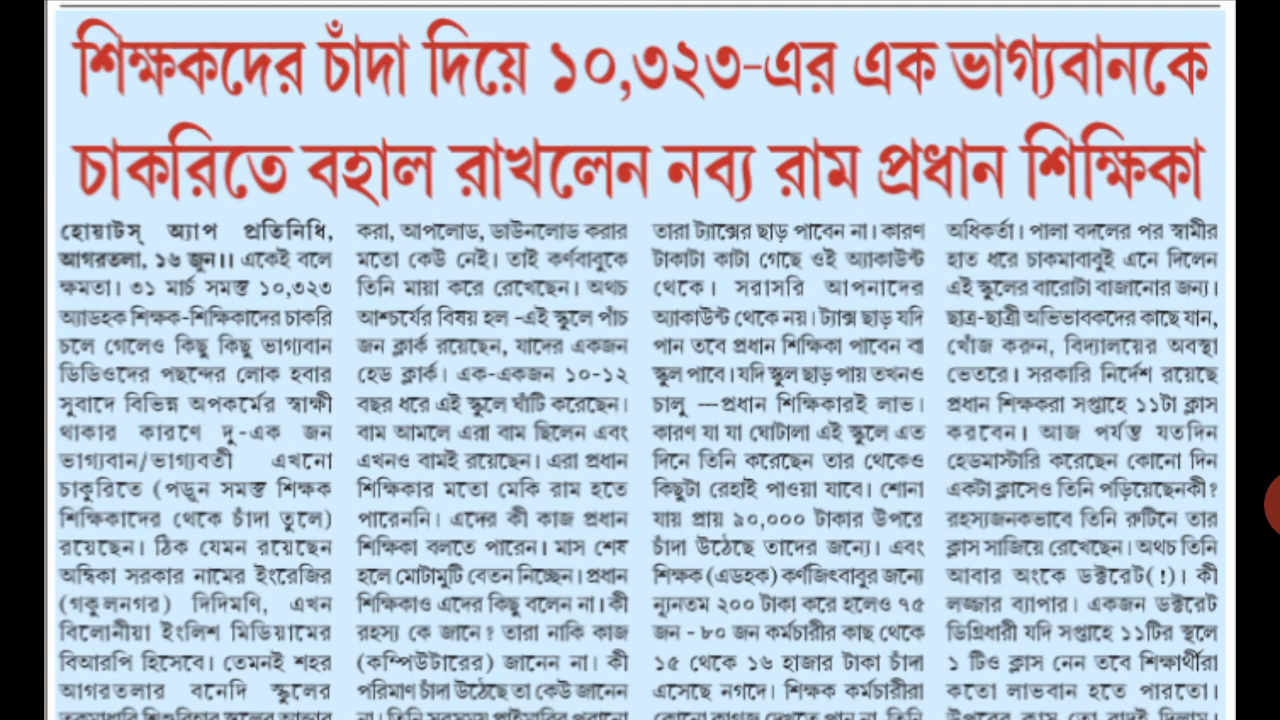 শিক্ষকদের চাঁদা দিয়ে ১০,৩২৩-এর এক ভাগ্যবানকে
চাকরিতে বহাল রাখলেন নব্য রাম প্রধান শিক্ষিকা
হোয়াটস্ অ্যাপ প্রতিনিধি,
আগরতলা, ১৬ জুন।। একেই বলে
ক্ষমতা। ৩১ মার্চ সমস্ত ১০,৩২৩
অ্যাডহক শিক্ষক-শিক্ষিকাদের চাকরি
চলে গেলেও কিছু কিছু ভাগ্যবান
ডিডিওদের পছন্দের লোক হবার
সুবাদে বিভিন্ন অপকর্মের স্বাক্ষী
থাকার কারণে দু-এক জন
ভাগ্যবান/ভাগ্যবতী এখনো
চাকুরিতে (পড়ুন সমস্ত শিক্ষক
শিক্ষিকাদের থেকে চাঁদা তুলে)
রয়েছেন। ঠিক যেমন রয়েছেন
অম্বিকা সরকার নামের ইংরেজির
(গকুলনগর) দিদিমণি, এখন
বিলোনীয়া ইংলিশ মিডিয়ামের
বিআরপি হিসেবে। তেমনই শহর
আগরতলার বনেদি স্কুলের
করা, আপলোড, ডাউনলোড করার
মতো কেউ নেই। তাই কর্ণবাবুকে
তিনি মায়া করে রেখেছেন। অথচ
আশ্চর্যের বিষয় হল -এই স্কুলে পাঁচ
জন ক্লার্ক রয়েছেন, যাদের একজন
হেড ক্লার্ক। এক-একজন ১০-১২
বছর ধরে এই স্কুলে ঘাঁটি করেছেন।
বাম আমলে এরা বাম ছিলেন এবং
এখনও বামই রয়েছেন। এরা প্রধান
শিক্ষিকার মতো মেকি রাম হতে
পারেননি। এদের কী কাজ প্রধান
শিক্ষিকা বলতে পারেন। মাস শেষ
হলে মোটামুটি বেতন নিচ্ছেন। প্রধান
শিক্ষিকাও এদের কিছু বলেন না। কী
রহস্য কে জানে? তারা নাকি কাজ
(কম্পিউটারের) জানেন না। কী
পরিমাণ চাঁদা উঠেছে তা কেউ জানেন
না। তিনি সবসময় প্রাইমারির পুরানো
তারা ট্যাক্সের ছাড় পাবেন না। কারণ
টাকাটা কাটা গেছে ওই অ্যাকাউন্ট
থেকে। সরাসরি আপনাদের
অ্যাকাউন্ট থেকে নয়। ট্যাক্স ছাড় যদি
পান তবে প্রধান শিক্ষিকা পাবেন বা
স্কুল পাবে। যদি স্কুল ছাড় পায় তখনও
চালু —প্রধান শিক্ষিকারই লাভ।
কারণ যা যা ঘোটালা এই স্কুলে এত
দিনে তিনি করেছেন তার থেকেও
কিছুটা রেহাই পাওয়া যাবে। শোনা
যায় প্রায় ৯০,০০০ টাকার উপরে
চাঁদা উঠেছে তাদের জন্যে। এবং
শিক্ষক (এডহক) কর্ণজিৎবাবুর জন্যে
ন্যূনতম ২০০ টাকা করে হলেও ৭৫
জন - ৮০ জন কর্মচারীর কাছ থেকে
১৫ থেকে ১৬ হাজার টাকা চাঁদা
এসেছে নগদে। শিক্ষক কর্মচারীরা
কোনো কাগজ দেখতে পান না, তিনি
অধিকর্তা। পালা বদলের পর স্বামীর
হাত ধরে চাকমাবাবুই এনে দিলেন
এই স্কুলের বারোটা বাজানোর জন্য।
ছাত্র-ছাত্রী অভিভাবকদের কাছে যান,
খোঁজ করুন, বিদ্যালয়ের অবস্থা
ভেতরে। সরকারি নির্দেশ রয়েছে
প্রধান শিক্ষকরা সপ্তাহে ১১টা ক্লাস
করবেন। আজ পর্যন্ত যতদিন
হেডমাস্টারি করেছেন কোনো দিন
একটা ক্লাসেও তিনি পড়িয়েছেনকী?
রহস্যজনকভাবে তিনি রুটিনে তার
ক্লাস সাজিয়ে রেখেছেন। অথচ তিনি
আবার অংকে ডক্টরেট(!)। কী
লজ্জার ব্যাপার। একজন ডক্টরেট
ডিগ্রিধারী যদি সপ্তাহে ১১টির স্থলে
১ টিও ক্লাস নেন তবে শিক্ষার্থীরা
কতো লাভবান হতে পারতো।